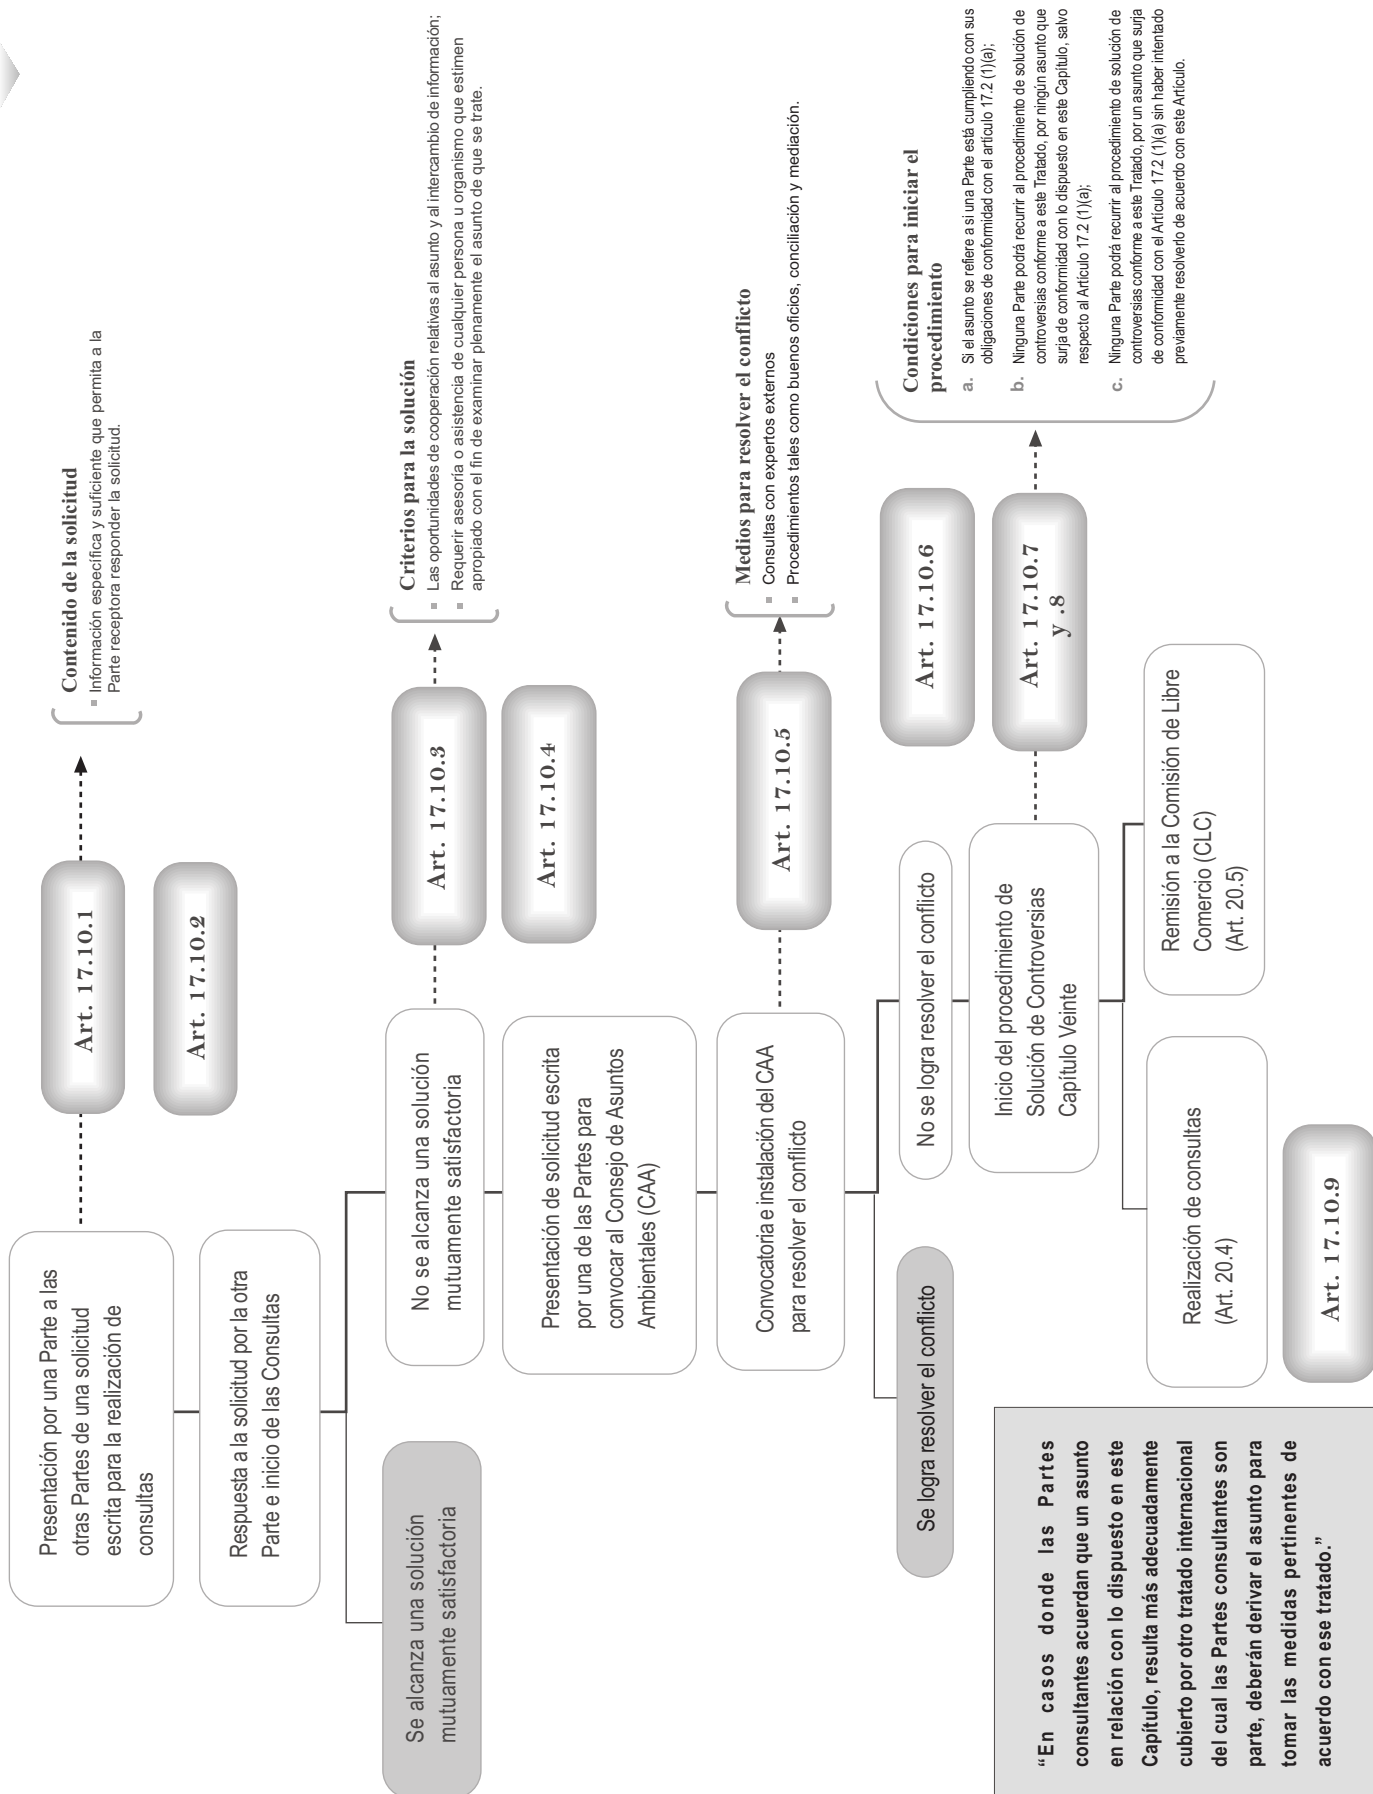 Presentación por una Parte a las
otras Partes de una solicitud
escrita para la realización de
consultas
Art. 17.10.1
Contenido de la solicitud
▪ Información específica y suficiente que permita a la
Parte receptora responder la solicitud.
Respuesta a la solicitud por la otra
Parte e inicio de las Consultas
Art. 17.10.2
Se alcanza una solución
mutuamente satisfactoria
No se alcanza una solución
mutuamente satisfactoria
Art. 17.10.3
Criterios para la solución
▪ Las oportunidades de cooperación relativas al asunto y al intercambio de información;
▪ Requerir asesoría o asistencia de cualquier persona u organismo que estimen
apropiado con el fin de examinar plenamente el asunto de que se trate.
Presentación de solicitud escrita
por una de las Partes para
convocar al Consejo de Asuntos
Ambientales (CAA)
Art. 17.10.4
Convocatoria e instalación del CAA
para resolver el conflicto
Art. 17.10.5
Medios para resolver el conflicto
▪ Consultas con expertos externos
▪ Procedimientos tales como buenos oficios, conciliación y mediación.
Se logra resolver el conflicto
No se logra resolver el conflicto
Art. 17.10.6
Inicio del procedimiento de
Solución de Controversias
Capítulo Veinte
Art. 17.10.7
y .8
Condiciones para iniciar el
procedimiento
a. Si el asunto se refiere a si una Parte está cumpliendo con sus
obligaciones de conformidad con el artículo 17.2 (1)(a);
b. Ninguna Parte podrá recurrir al procedimiento de solución de
controversias conforme a este Tratado, por ningún asunto que
surja de conformidad con lo dispuesto en este Capítulo, salvo
respecto al Artículo 17.2 (1)(a);
c. Ninguna Parte podrá recurrir al procedimiento de solución de
controversias conforme a este Tratado, por un asunto que surja
de conformidad con el Artículo 17.2 (1)(a) sin haber intentado
previamente resolverlo de acuerdo con este Artículo.
Realización de consultas
(Art. 20.4)
Remisión a la Comisión de Libre
Comercio (CLC)
(Art. 20.5)
"En casos donde las Partes
consultantes acuerdan que un asunto
en relación con lo dispuesto en este
Capítulo, resulta más adecuadamente
cubierto por otro tratado internacional
del cual las Partes consultantes son
parte, deberán derivar el asunto para
tomar las medidas pertinentes de
acuerdo con ese tratado."
Art. 17.10.9